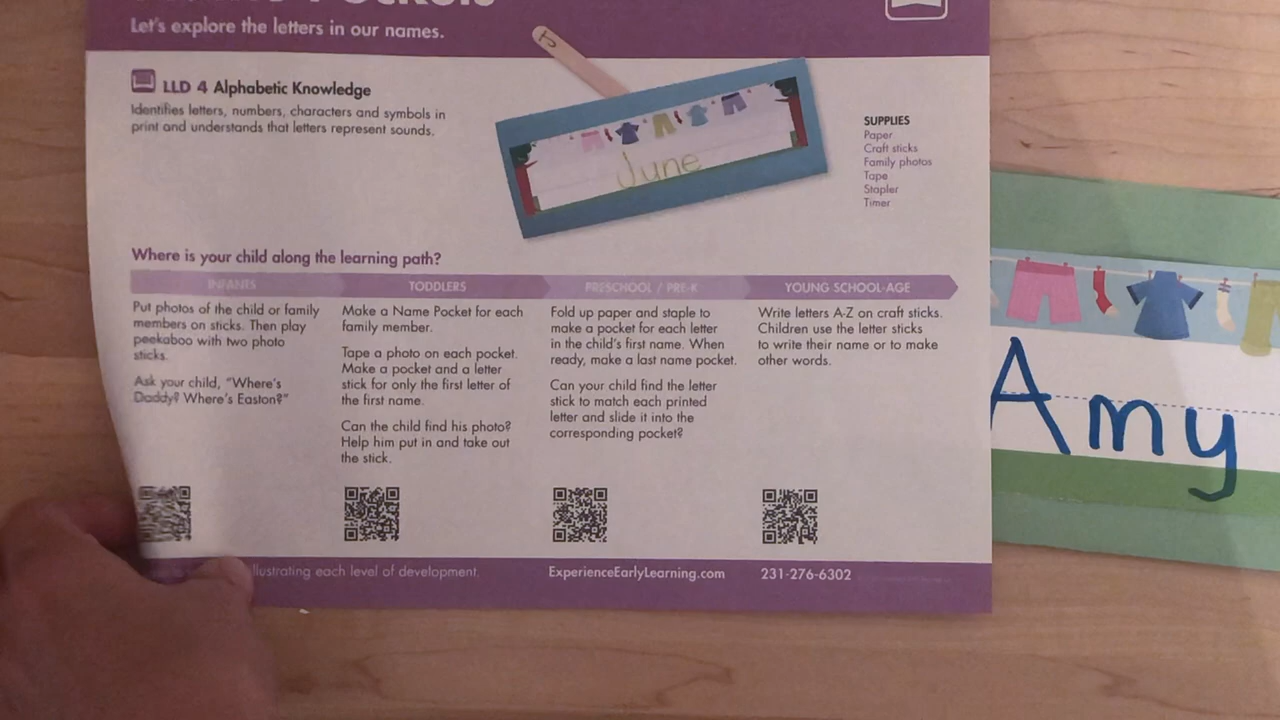 Let's explore the letters in our names.
LLD 4 Alphabetic Knowledge
Identifies letters, numbers, characters and symbols in
print and understands that letters represent sounds.
June
SUPPLIES
Paper
Craft sticks
Family photos
Tape
Stapler
Timer
Where is your child along the learning path?
INFANTS
Put photos of the child or family
members on sticks. Then play
peekaboo with two photo
sticks.
Ask your child, "Where's
Daddy? Where's Easton?"
TODDLERS
Make a Name Pocket for each
family member.
Tape a photo on each pocket.
Make a pocket and a letter
stick for only the first letter of
the first name.
Can the child find his photo?
Help him put in and take out
the stick.
PRESCHOOL / PRE-K
Fold up paper and staple to
make a pocket for each letter
in the child's first name. When
ready, make a last name pocket.
Can your child find the letter
stick to match each printed
letter and slide it into the
corresponding pocket?
YOUNG SCHOOL-AGE
Write letters A-Z on craft sticks.
Children use the letter sticks
to write their name or to make
other words.
illustrating each level of development.
ExperienceEarlyLearning.com
231-276-6302
Amy